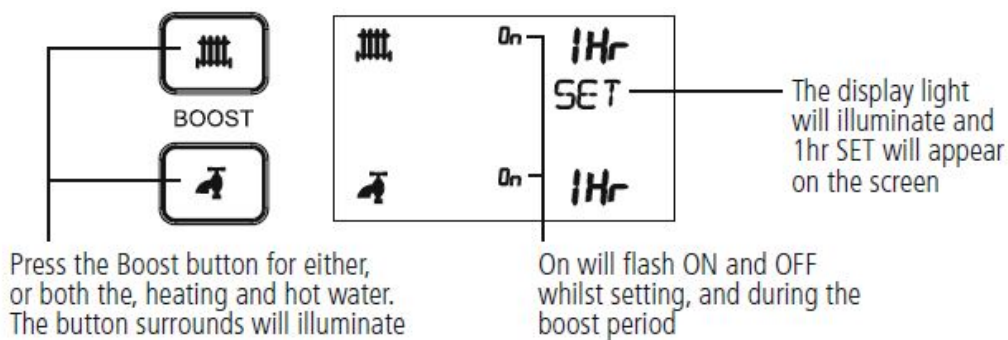 BOOST
On 1Hr
SET
On 1Hr
The display light
will illuminate and
1hr SET will appear
on the screen
Press the Boost button for either,
or both the, heating and hot water.
The button surrounds will illuminate
On will flash ON and OFF
whilst setting, and during the
boost period